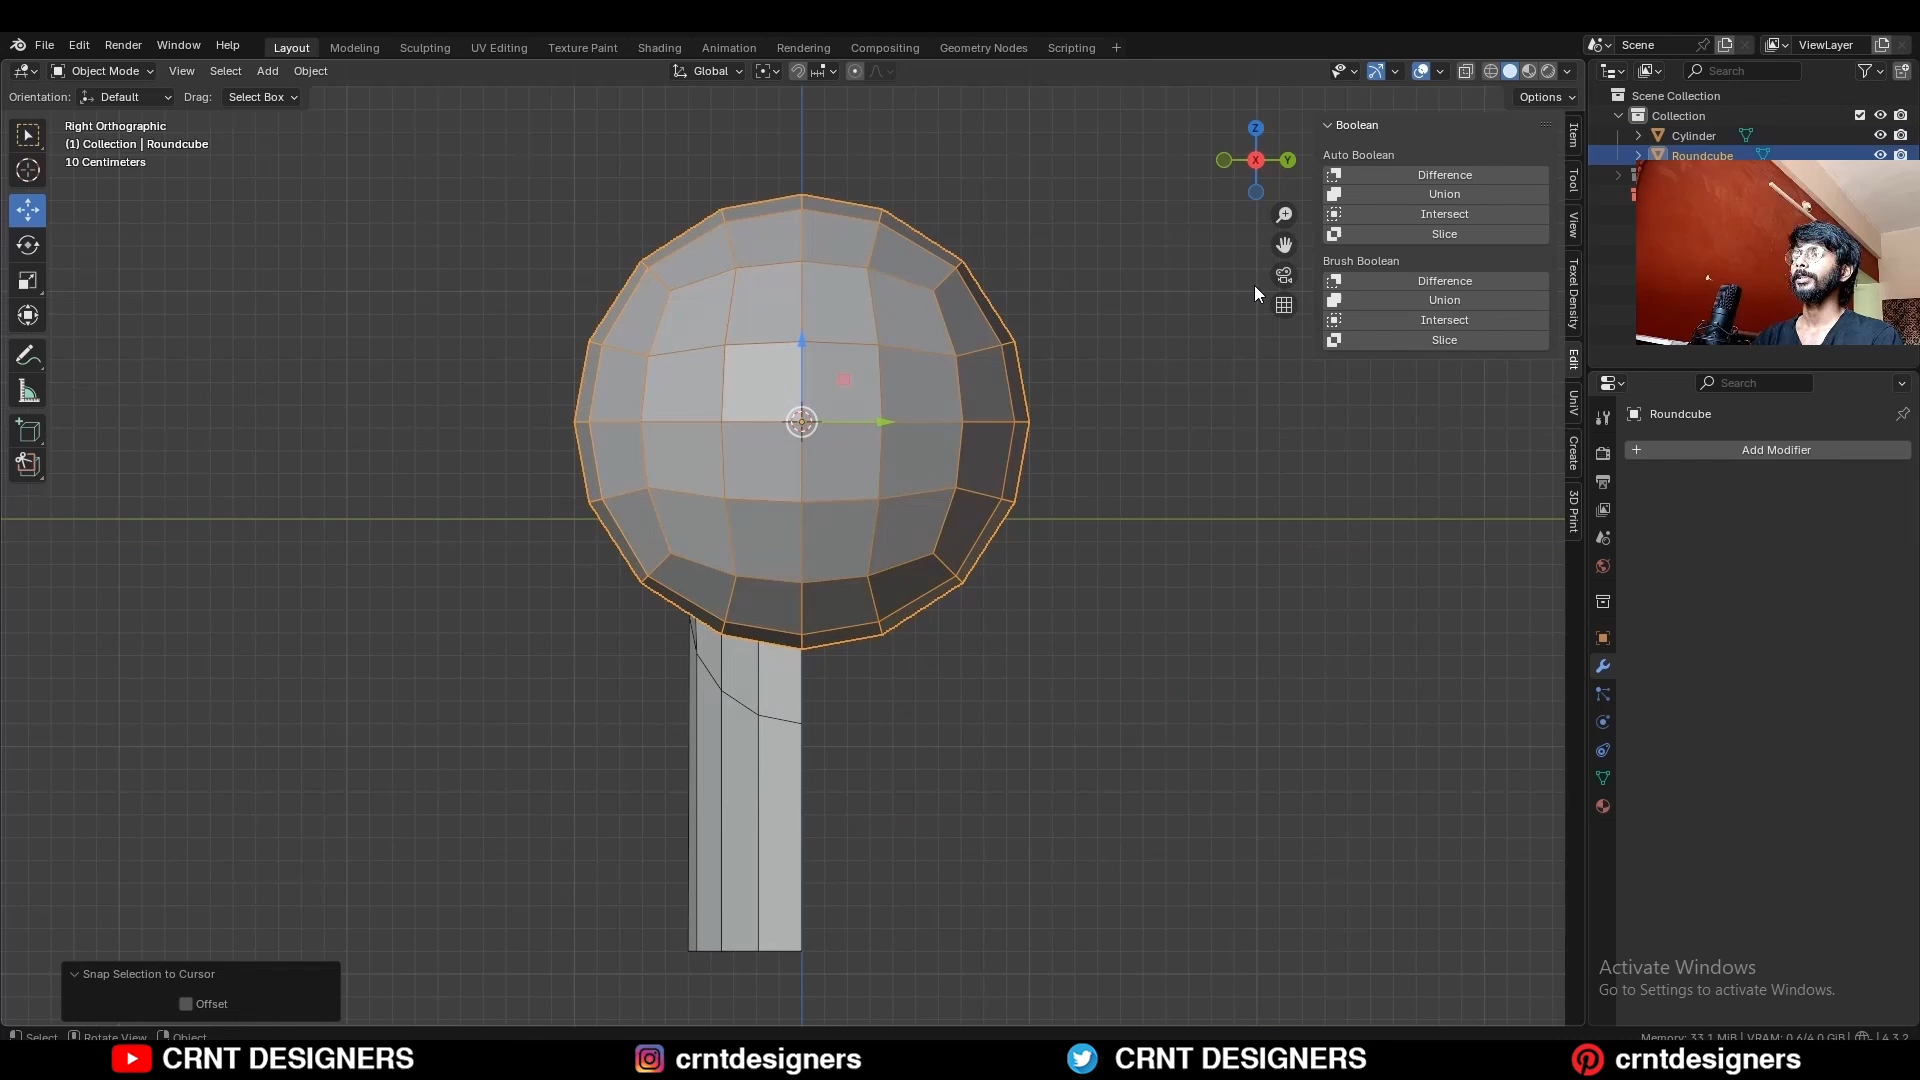 File Edit Render Window Help Layout Modeling Sculpting UV Editing Texture Paint Shading Animation Rendering Compositing Geometry Nodes Scripting + Scene ViewLayer
Object Mode View Select Add Object Global Search
Orientation: Default Drag: Select Box Options
Right Orthographic
(1) Collection | Roundcube
10 Centimeters
Z
Y
X
Boolean
Auto Boolean
Difference
Union
Intersect
Slice
Brush Boolean
Difference
Union
Intersect
Slice
Item
Tool
View
Texel Density
Edit
UniV
Create
3D Print
Scene Collection
Collection
Cylinder
Roundcube
Search
Roundcube
+ Add Modifier
Snap Selection to Cursor
Offset
Activate Windows
Go to Settings to activate Windows.
Select Rotate View Object Memory: 33.1 MiB | VRAM: 0.6/4.0 GiB | 4.3.2
CRNT DESIGNERS crntdesigners CRNT DESIGNERS crntdesigners